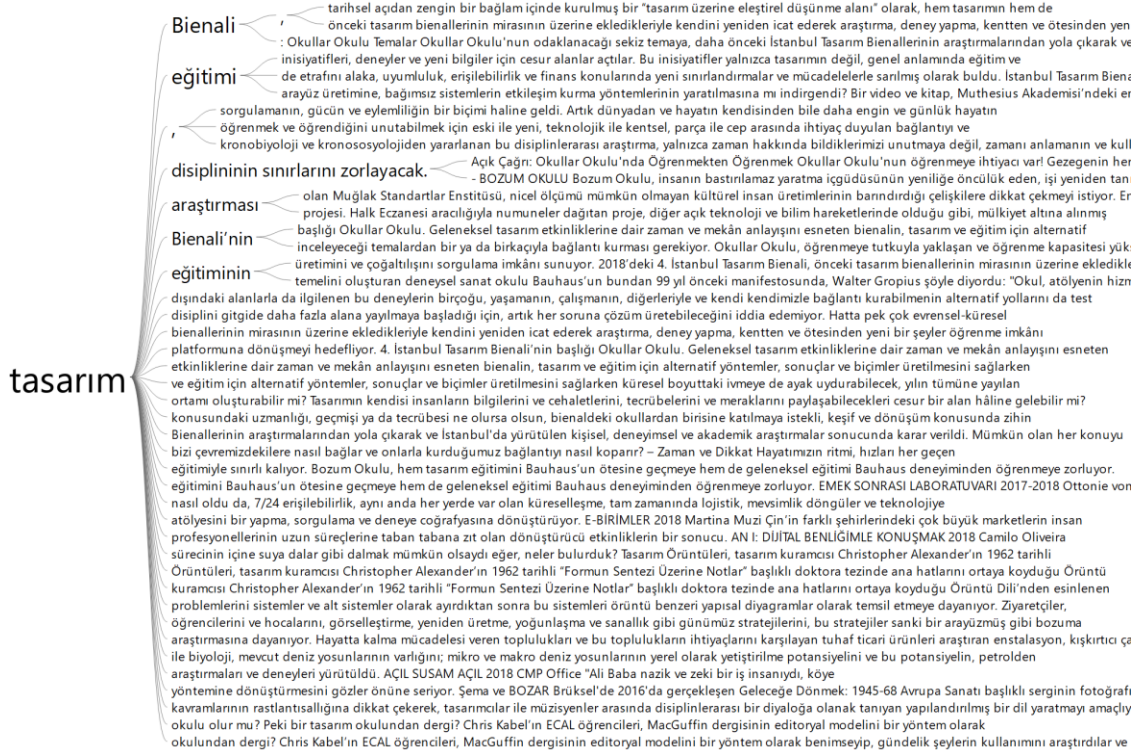 tasarım
Bienali
,
tarihsel açıdan zengin bir bağlam içinde kurulmuş bir “tasarım üzerine eleştirel düşünme alanı” olarak, hem tasarımın hem de
önceki tasarım bienallerinin mirasının üzerine ekledikleriyle kendini yeniden icat ederek araştırma, deney yapma, kentten ve ötesinden yen
: Okullar Okulu Temalar Okullar Okulu'nun odaklanacağı sekiz temaya, daha önceki İstanbul Tasarım Bienallerinin araştırmalarından yola çıkarak ve
eğitimi
inisiyatifleri, deneyler ve yeni bilgiler için cesur alanlar açtılar. Bu inisiyatifler yalnızca tasarımın değil, genel anlamında eğitim ve
de etrafını alaka, uyumluluk, erişilebilirlik ve finans konularında yeni sınırlandırmalar ve mücadelelerle sarılmış olarak buldu. İstanbul Tasarım Biena
arayüz üretimine, bağımsız sistemlerin etkileşim kurma yöntemlerinin yaratılmasına mı indirgendi? Bir video ve kitap, Muthesius Akademisi’ndeki
,
sorgulamanın, gücün ve eylemliliğin bir biçimi haline geldi. Artık dünyadan ve hayatın kendisinden bile daha engin ve günlük hayatın
öğrenmek ve öğrendiğini unutabilmek için eski ile yeni, teknolojik ile kentsel, parça ile cep arasında ihtiyaç duyulan bağlantıyı ve
kronobiyoloji ve kronososyolojiden yararlanan bu disiplinlerarası araştırma, yalnızca zaman hakkında bildiklerimizi unutmaya değil, zamanı anlamanın ve kull
disiplininin sınırlarını zorlayacak.
Açık Çağrı: Okullar Okulu’nda Öğrenmekten Öğrenmek Okullar Okulu'nun öğrenmeye ihtiyacı var! Gezegenin her
- BOZUM OKULU Bozum Okulu, insanın bastırılamaz yaratma içgüdüsünün yeniliğe öncülük eden, işi yeniden tanı
araştırması
olan Muğlak Standartlar Enstitüsü, nicel ölçümü mümkün olmayan kültürel insan üretimlerinin barındırdığı çelişkilere dikkat çekmeyi istiyor. En
projesi. Halk Eczanesi aracılığıyla numuneler dağıtan proje, diğer açık teknoloji ve bilim hareketlerinde olduğu gibi, mülkiyet altına alınmış
Bienali’nin
başlığı Okullar Okulu. Geleneksel tasarım etkinliklerine dair zaman ve mekân anlayışını esneten bienalin, tasarım ve eğitim için alternatif
inceleyeceği temalardan bir ya da birkaçıyla bağlantı kurması gerekiyor. Okullar Okulu, öğrenmeye tutkuyla yaklaşan ve öğrenme kapasitesi yüks
eğitiminin
üretimini ve çoğaltılışını sorgulama imkânı sunuyor. 2018’deki 4. İstanbul Tasarım Bienali, önceki tasarım bienallerinin mirasının üzerine ekledikle
temelini oluşturan deneysel sanat okulu Bauhaus’un bundan 99 yıl önceki manifestosunda, Walter Gropius şöyle diyordu: “Okul, atölyenin hizm
dışındaki alanlarla da ilgilenen bu deneylerin birçoğu, yaşamanın, çalışmanın, diğerleriyle ve kendi kendimizle bağlantı kurabilmenin alternatif yollarını da test
disiplini gitgide daha fazla alana yayılmaya başladığı için, artık her soruna çözüm üretebileceğini iddia edemiyor. Hatta pek çok evrensel-küresel
bienallerinin mirasının üzerine ekledikleriyle kendini yeniden icat ederek araştırma, deney yapma, kentten ve ötesinden yeni bir şeyler öğrenme imkânı
platformuna dönüşmeyi hedefliyor. 4. İstanbul Tasarım Bienali’nin başlığı Okullar Okulu. Geleneksel tasarım etkinliklerine dair zaman ve mekân anlayışını esneten
etkinliklerine dair zaman ve mekân anlayışını esneten bienalin, tasarım ve eğitim için alternatif yöntemler, sonuçlar ve biçimler üretilmesini sağlarken
ve eğitim için alternatif yöntemler, sonuçlar ve biçimler üretilmesini sağlarken küresel boyuttaki ivmeye de ayak uydurabilecek, yılın tümüne yayılan
ortamı oluşturabilir mi? Tasarımın kendisi insanların bilgilerini ve cehaletlerini, tecrübelerini ve meraklarını paylaşabilecekleri cesur bir alan hâline gelebilir mi?
konusundaki uzmanlığı, geçmişi ya da tecrübesi ne olursa olsun, bienaldeki okullardan birisine katılmaya istekli, keşif ve dönüşüm konusunda zihin
Bienallerinin araştırmalarından yola çıkarak ve İstanbul'da yürütülen kişisel, deneyimsel ve akademik araştırmalar sonucunda karar verildi. Mümkün olan her konuyu
bizi çevremizdekilere nasıl bağlar ve onlarla kurduğumuz bağlantıyı nasıl koparır? – Zaman ve Dikkat Hayatımızın ritmi, hızları her geçen
eğitimiyle sınırlı kalıyor. Bozum Okulu, hem tasarım eğitimini Bauhaus’un ötesine geçmeye hem de geleneksel eğitimi Bauhaus deneyiminden öğrenmeye zorluyor.
eğitimini Bauhaus’un ötesine geçmeye hem de geleneksel eğitimi Bauhaus deneyiminden öğrenmeye zorluyor. EMEK SONRASI LABORATUVARI 2017-2018 Ottonie von
nasıl oldu da, 7/24 erişilebilirlik, aynı anda her yerde var olan küreselleşme, tam zamanında lojistik, mevsimlik döngüler ve teknolojiye
atölyesini bir yapma, sorgulama ve deneye coğrafyasına dönüştürüyor. E-BİRİMLER 2018 Martina Muzi Çin’in farklı şehirlerindeki çok büyük marketlerin insan
profesyonellerinin uzun süreçlerine taban tabana zıt olan dönüştürücü etkinliklerin bir sonucu. AN I: DİJİTAL BENLİĞİMLE KONUŞMAK 2018 Camilo Oliveira
sürecinin içine suya dalar gibi dalmak mümkün olsaydı eğer, neler bulurduk? Tasarım Örüntüleri, tasarım kuramcısı Christopher Alexander’ın 1962 tarihli
Örüntüleri, tasarım kuramcısı Christopher Alexander’ın 1962 tarihli “Formun Sentezi Üzerine Notlar” başlıklı doktora tezinde ana hatlarını ortaya koyduğu Örüntü
kuramcısı Christopher Alexander’ın 1962 tarihli “Formun Sentezi Üzerine Notlar” başlıklı doktora tezinde ana hatlarını ortaya koyduğu Örüntü Dili’nden esinlenen
problemlerini sistemler ve alt sistemler olarak ayırdıktan sonra bu sistemleri örüntü benzeri yapısal diyagramlar olarak temsil etmeye dayanıyor. Ziyaretçiler,
öğrencilerini ve hocalarını, görselleştirme, yeniden üretme, yoğunlaşma ve sanallık gibi günümüz stratejilerini, bu stratejiler sanki bir arayüzmüş gibi bozuma
araştırmasına dayanıyor. Hayatta kalma mücadelesi veren toplulukları ve bu toplulukların ihtiyaçlarını karşılayan tuhaf ticari ürünleri araştıran enstalasyon, kışkırtıcı ça
ile biyoloji, mevcut deniz yosunlarının varlığını; mikro ve makro deniz yosunlarının yerel olarak yetiştirilme potansiyelini ve bu potansiyelin, petrolden
araştırmaları ve deneyleri yürütüldü. AÇIL SUSAM AÇIL 2018 CMP Office “Ali Baba nazik ve zeki bir iş insanıydı, köye
yöntemine dönüştürmesini gözler önüne seriyor. Şema ve BOZAR Brüksel'de 2016'da gerçekleşen Geleceğe Dönmek: 1945-68 Avrupa Sanatı başlıklı serginin fotoğrafı
kavramlarının rastlantısallığına dikkat çekerek, tasarımcılar ile müzisyenler arasında disiplinlerarası bir diyaloğa olanak tanıyan yapılandırılmış bir dil yaratmayı amaçlıy
okulu olur mu? Peki bir tasarım okulundan dergi? Chris Kabel’ın ECAL öğrencileri, MacGuffin dergisinin editoryal modelini bir yöntem olarak
okulundan dergi? Chris Kabel’ın ECAL öğrencileri, MacGuffin dergisinin editoryal modelini bir yöntem olarak benimseyip, gündelik şeylerin kullanımını araştırdılar ve